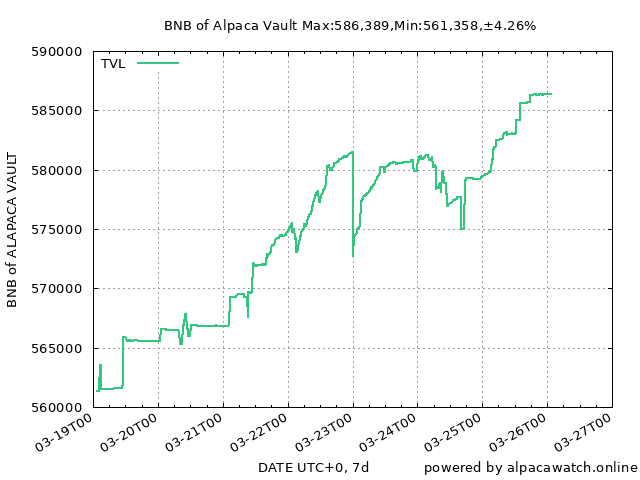 BNB of Alpaca Vault Max:586,389,Min:561,358,±4.26%
TVL
590000
585000
580000
575000
570000
565000
560000
BNB of ALAPACA VAULT
03-19T00
03-20T00
03-21T00
03-22T00
03-23T00
03-24T00
03-25T00
03-26T00
03-27T00
DATE UTC+0, 7d
powered by alpacawatch.online